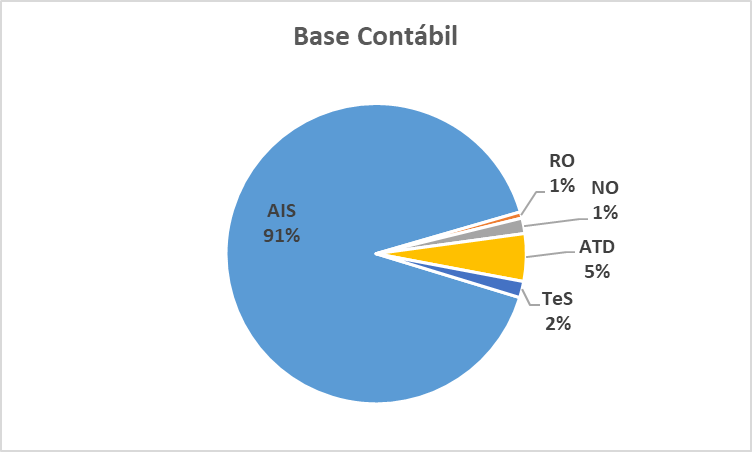 Base Contábil
AIS
91%
RO
1%
NO
1%
ATD
5%
TeS
2%